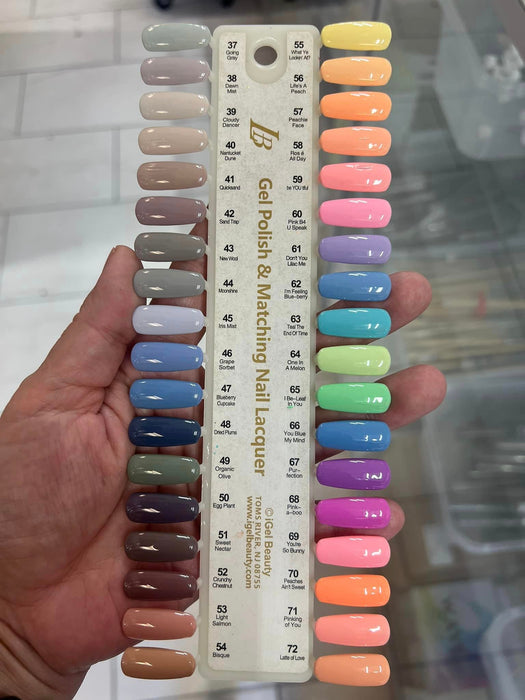 37
Going
Gray
38
Dawn
Mist
39
Cloudy
Dancer
40
Nantucket
Dune
41
Quicksand
42
Sand Trap
43
New Wool
44
Moonshine
45
Iris Mist
46
Grape
Sorbet
47
Blueberry
Cupcake
48
Dried Plums
49
Organic
Olive
50
Egg Plant
51
Sweet
Nectar
52
Crunchy
Chestnut
53
Light
Salmon
54
Bisque
LB
Gel Polish & Matching Nail Lacquer
© iGel Beauty
TOMS RIVER, NJ 08755
www.igelbeauty.com
55
What Ya
Lookin' At?
56
Life's A
Peach
57
Peachie
Face
58
Ros é
All Day
59
be YOU tiful
60
Pink B4
U Speak
61
Don't You
Lilac Me
62
I'm Feeling
Blue-berry
63
Teal The
End Of Time
64
One In
A Melon
65
I Be-Leaf
in You
66
You Blue
My Mind
67
Pur-
fection
68
Pink-
a-boo
69
You're
So Bunny
70
Peaches
Ain't Sweet
71
Pinking
of You
72
Latte of Love